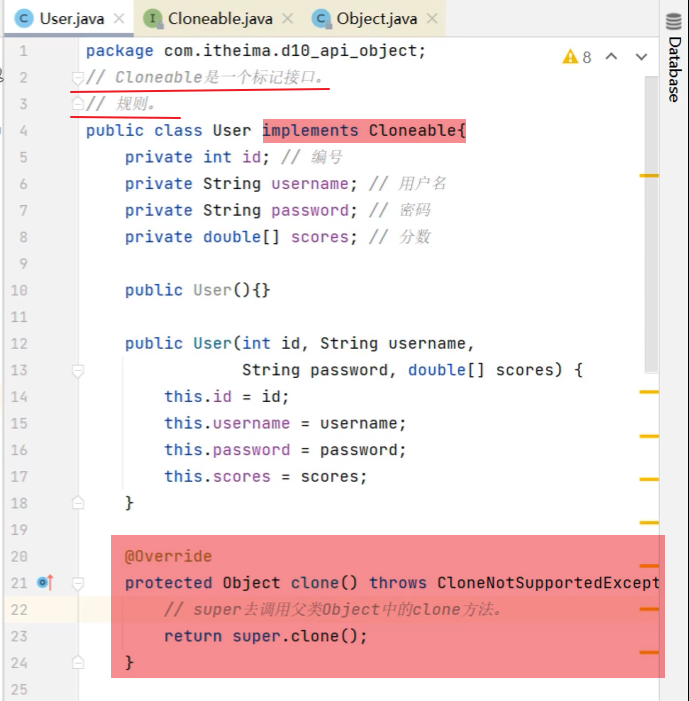 User.java
Cloneable.java
Object.java
8
Database
1 package com.itheima.d10_api_object;
2 // Cloneable是一个标记接口。
3 // 规则。
4 public class User implements Cloneable{
5 private int id; // 编号
6 private String username; // 用户名
7 private String password; // 密码
8 private double[] scores; // 分数
9
10 public User(){}
11
12 public User(int id, String username,
13 String password, double[] scores) {
14 this.id = id;
15 this.username = username;
16 this.password = password;
17 this.scores = scores;
18 }
19
20 @Override
21 protected Object clone() throws CloneNotSupportedExcept
22 // super去调用父类Object中的clone方法。
23 return super.clone();
24 }
25